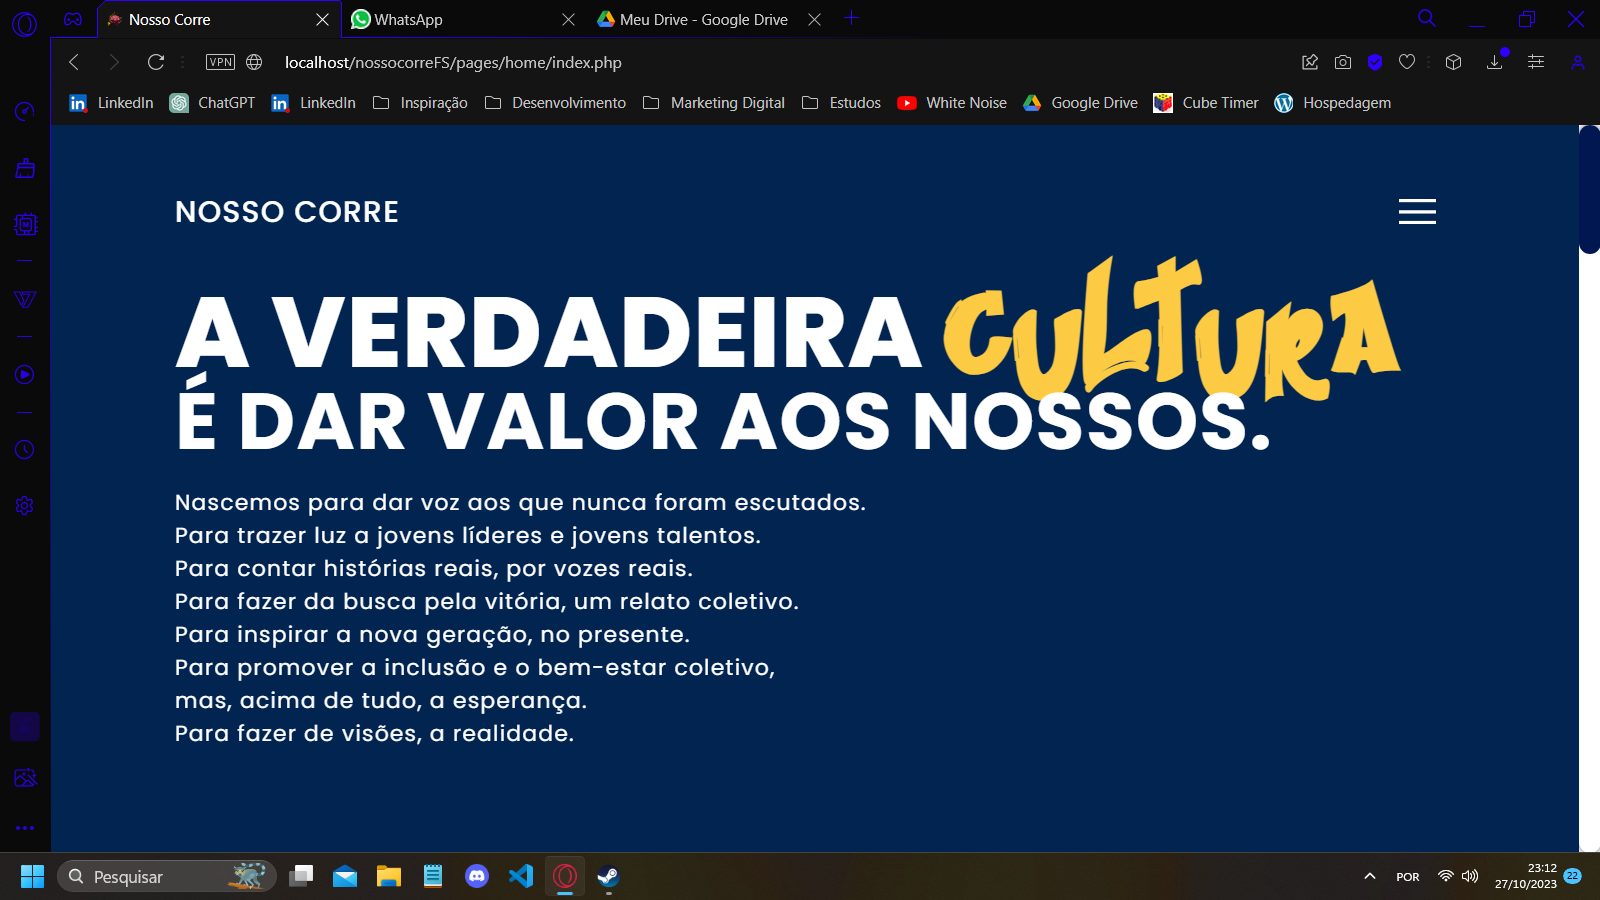 Nosso Corre
WhatsApp
Meu Drive - Google Drive
VPN
localhost/nossocorreFS/pages/home/index.php
LinkedIn
ChatGPT
LinkedIn
Inspiração
Desenvolvimento
Marketing Digital
Estudos
White Noise
Google Drive
Cube Timer
Hospedagem
NOSSO CORRE
A VERDADEIRA CULTURA
É DAR VALOR AOS NOSSOS.
Nascemos para dar voz aos que nunca foram escutados.
Para trazer luz a jovens líderes e jovens talentos.
Para contar histórias reais, por vozes reais.
Para fazer da busca pela vitória, um relato coletivo.
Para inspirar a nova geração, no presente.
Para promover a inclusão e o bem-estar coletivo,
mas, acima de tudo, a esperança.
Para fazer de visões, a realidade.
Pesquisar
POR
23:12
27/10/2023
22